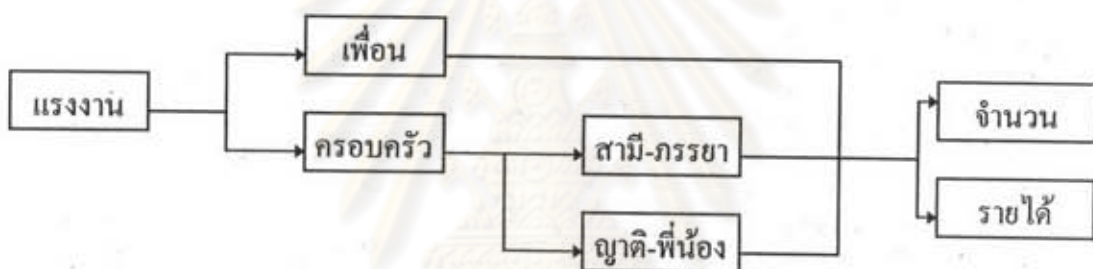 เพื่อน
แรงงาน
จำนวน
ครอบครัว
สามี-ภรรยา
รายได้
ญาติ-พี่น้อง